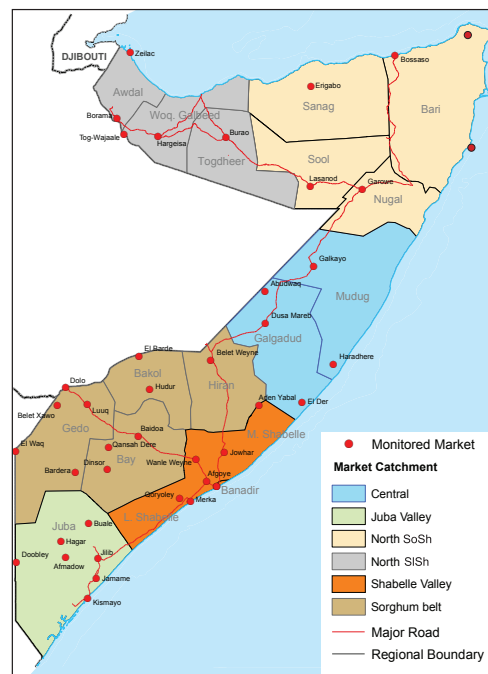 DJIBOUTI
Zeilac
Bossaso
Awdal
Erigabo
Sanag
Bari
Borama
Woq. Galbeed
Tog-Wajaale
Hargeisa
Burao
Togdheer
Sool
Lasanod
Garowe
Nugal
Galkayo
Abudwaq
Mudug
Dusa Mareb
Galgadud
El Barde
Belet Weyne
Haradhere
Dolo
Bakol
Hudur
Hiran
Aden Yabal
El Der
Belet Xawo
Luuq
Gedo
Baidoa
M. Shabelle
El Waq
Qansah Dere
Jowhar
Bardera
Dinsor
Bay
Wanle Weyne
Afgoye
Banadir
Qoryoley
Merka
L. Shabelle
Juba
Buale
Hagar
Doobley
Afmadow
Jilib
Jamame
Kismayo
Monitored Market
Market Catchment
Central
Juba Valley
North SoSh
North SlSh
Shabelle Valley
Sorghum belt
Major Road
Regional Boundary